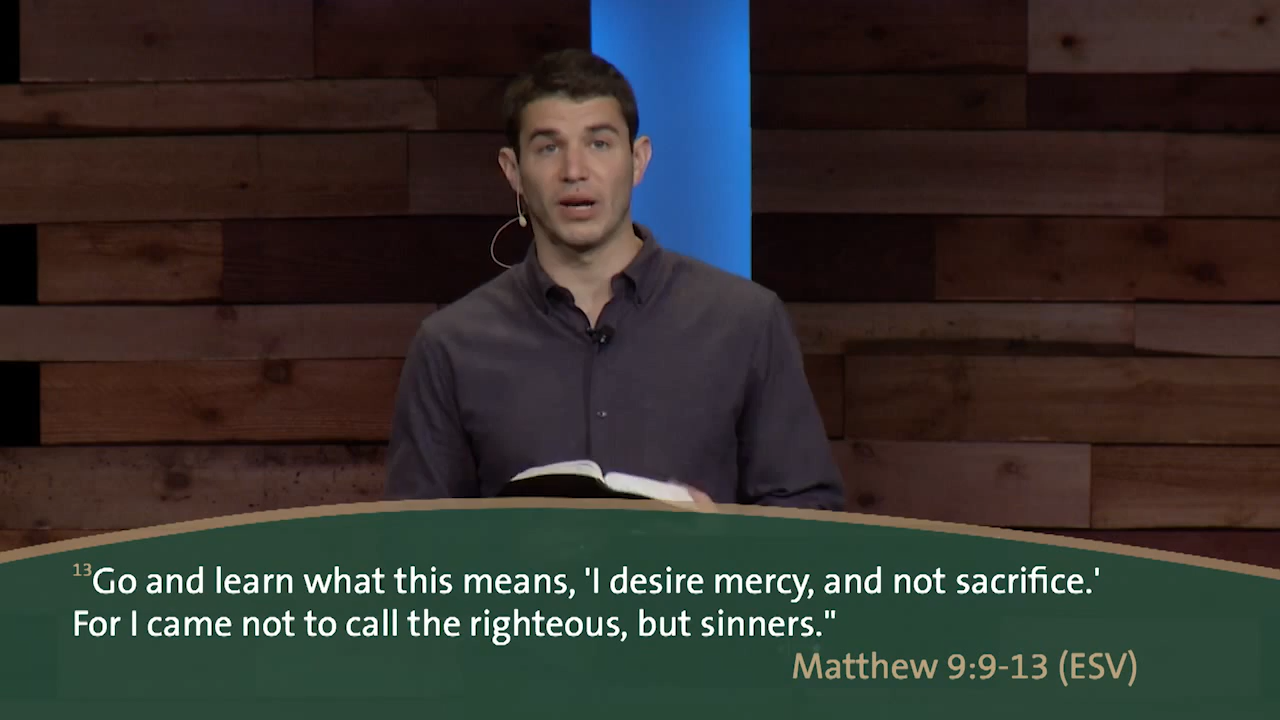 13Go and learn what this means, 'I desire mercy, and not sacrifice.'
For I came not to call the righteous, but sinners."
Matthew 9:9-13 (ESV)